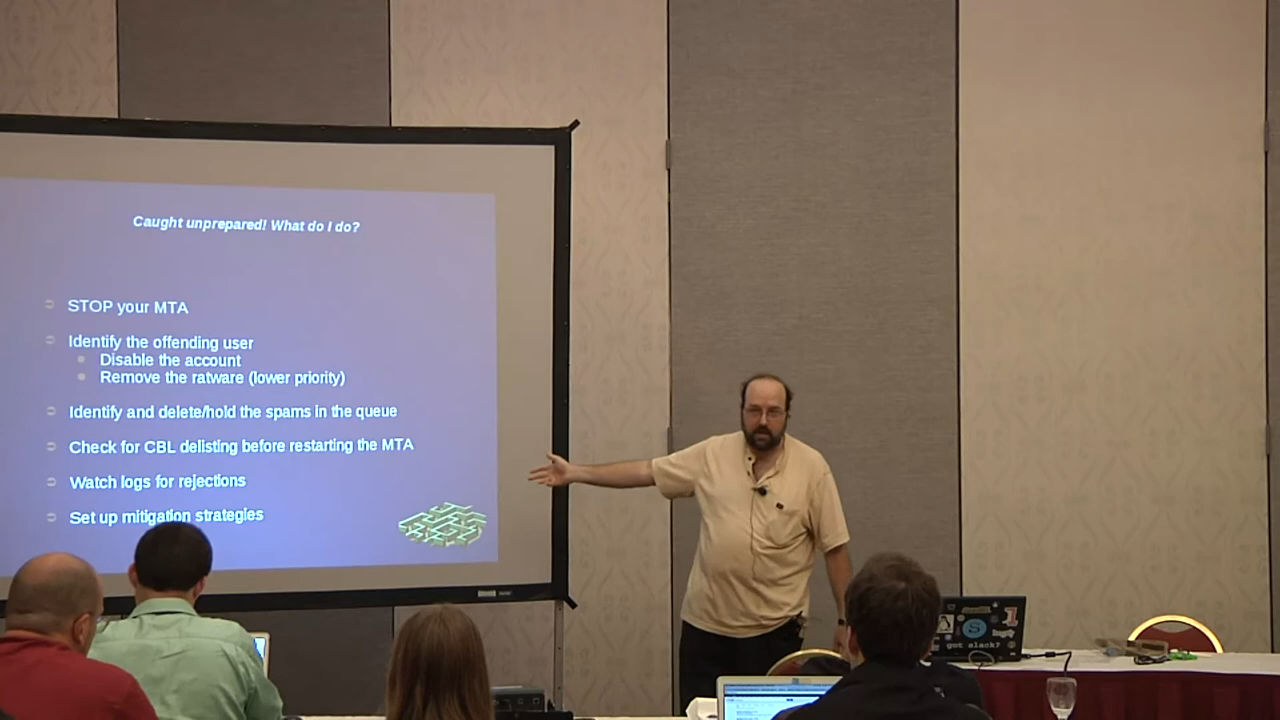 Caught unprepared! What do I do?
STOP your MTA
Identify the offending user
Disable the account
Remove the ratware (lower priority)
Identify and delete/hold the spams in the queue
Check for CBL delisting before restarting the MTA
Watch logs for rejections
Set up mitigation strategies
S
1
got slack?